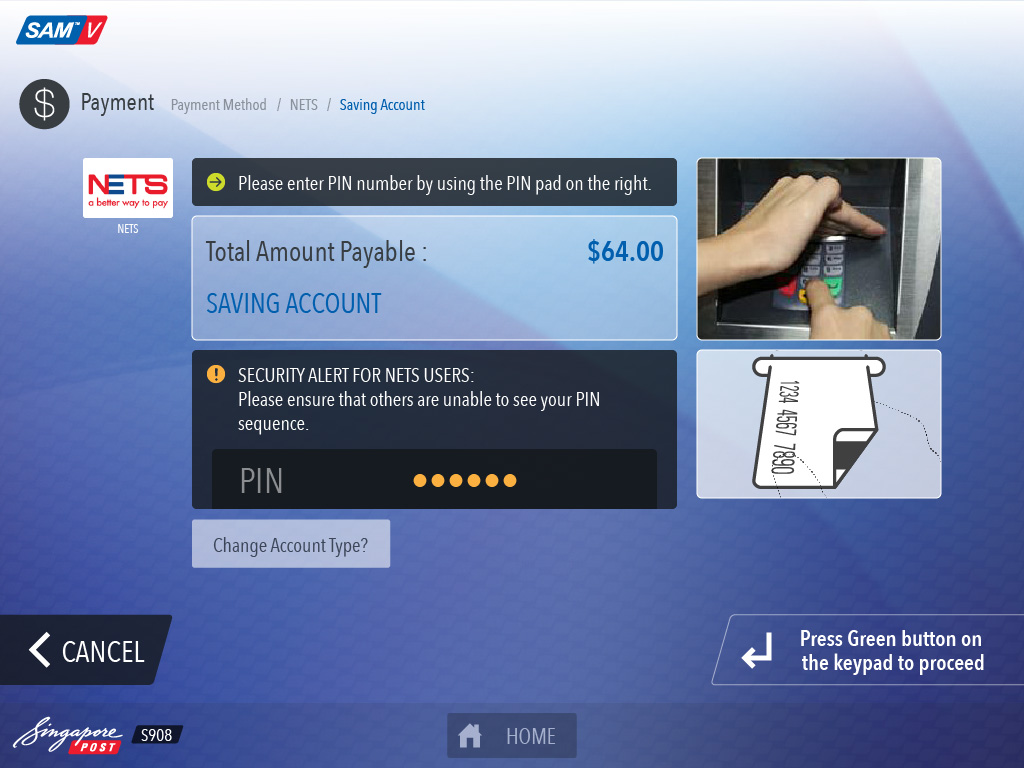 SAM™ V
Payment
Payment Method / NETS / Saving Account
NETS
a better way to pay
NETS
Please enter PIN number by using the PIN pad on the right.
Total Amount Payable : $64.00
SAVING ACCOUNT
SECURITY ALERT FOR NETS USERS:
Please ensure that others are unable to see your PIN
sequence.
PIN
1234 4567 7890
Change Account Type?
CANCEL
Press Green button on
the keypad to proceed
Singapore
POST
S908
HOME